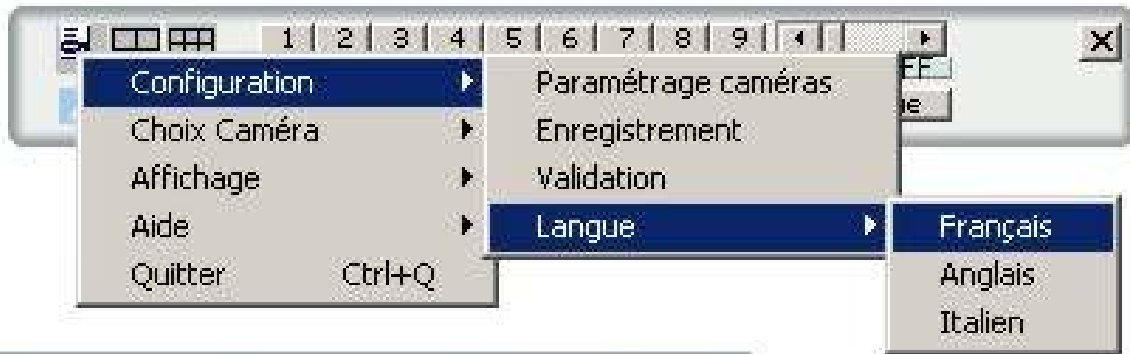 1 2 3 4 5 6 7 8 9
Configuration
Choix Caméra
Affichage
Aide
Quitter Ctrl+Q
Paramétrage caméras
Enregistrement
Validation
Langue
Français
Anglais
Italien